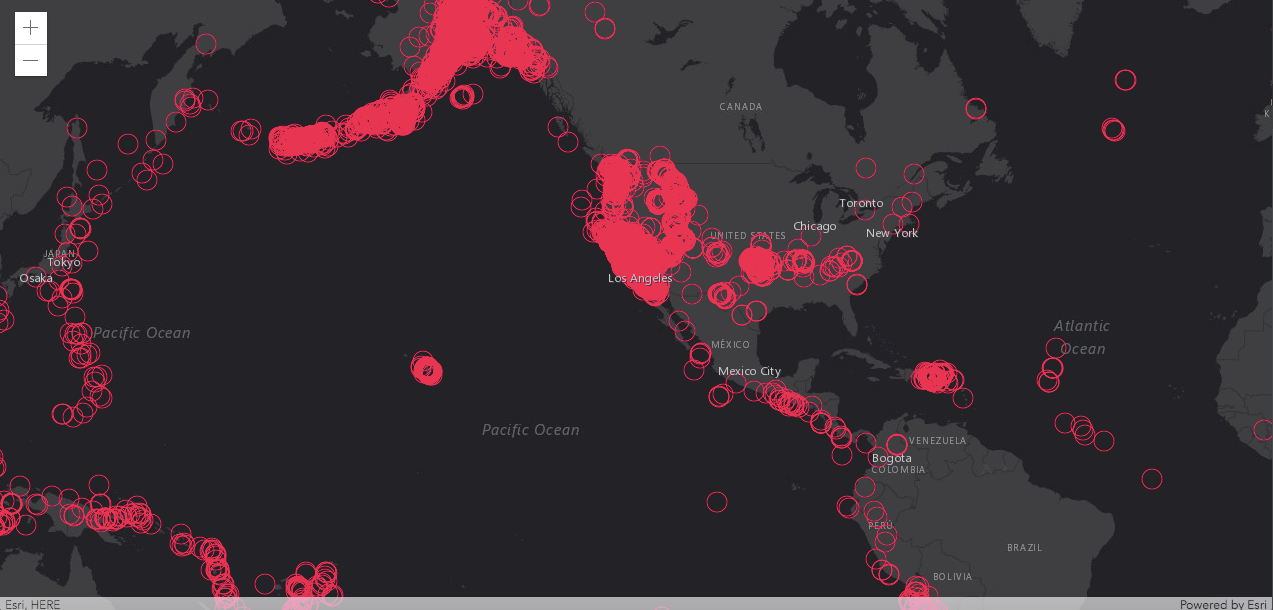 +
−
CANADA
Toronto
Chicago
UNITED STATES
New York
JAPAN
Tokyo
Osaka
Los Angeles
Pacific Ocean
Atlantic
Ocean
MÉXICO
Mexico City
Pacific Ocean
VENEZUELA
Bogota
COLOMBIA
PERÚ
BRAZIL
BOLIVIA
Esri, HERE
Powered by Esri